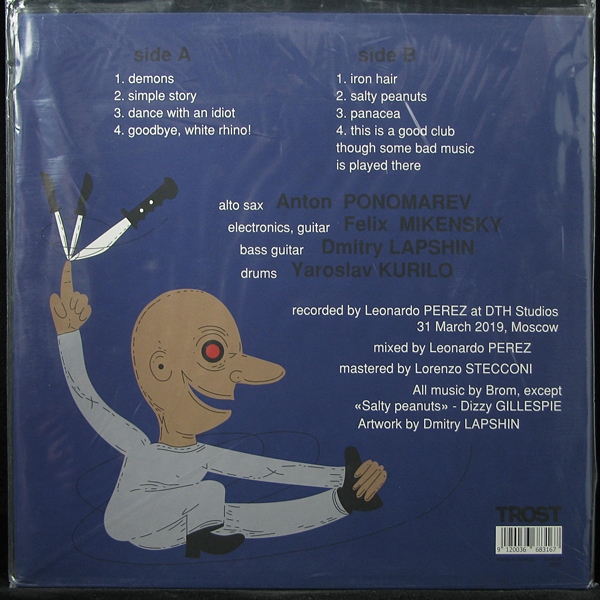 side A
1. demons
2. simple story
3. dance with an idiot
4. goodbye, white rhino!
side B
1. iron hair
2. salty peanuts
3. panacea
4. this is a good club
though some bad music
is played there
alto sax Anton PONOMAREV
electronics, guitar Felix MIKENSKY
bass guitar Dmitry LAPSHIN
drums Yaroslav KURILO
recorded by Leonardo PEREZ at DTH Studios
31 March 2019, Moscow
mixed by Leonardo PEREZ
mastered by Lorenzo STECCONI
All music by Brom, except
«Salty peanuts» - Dizzy GILLESPIE
Artwork by Dmitry LAPSHIN
TROST
9 120036 683167